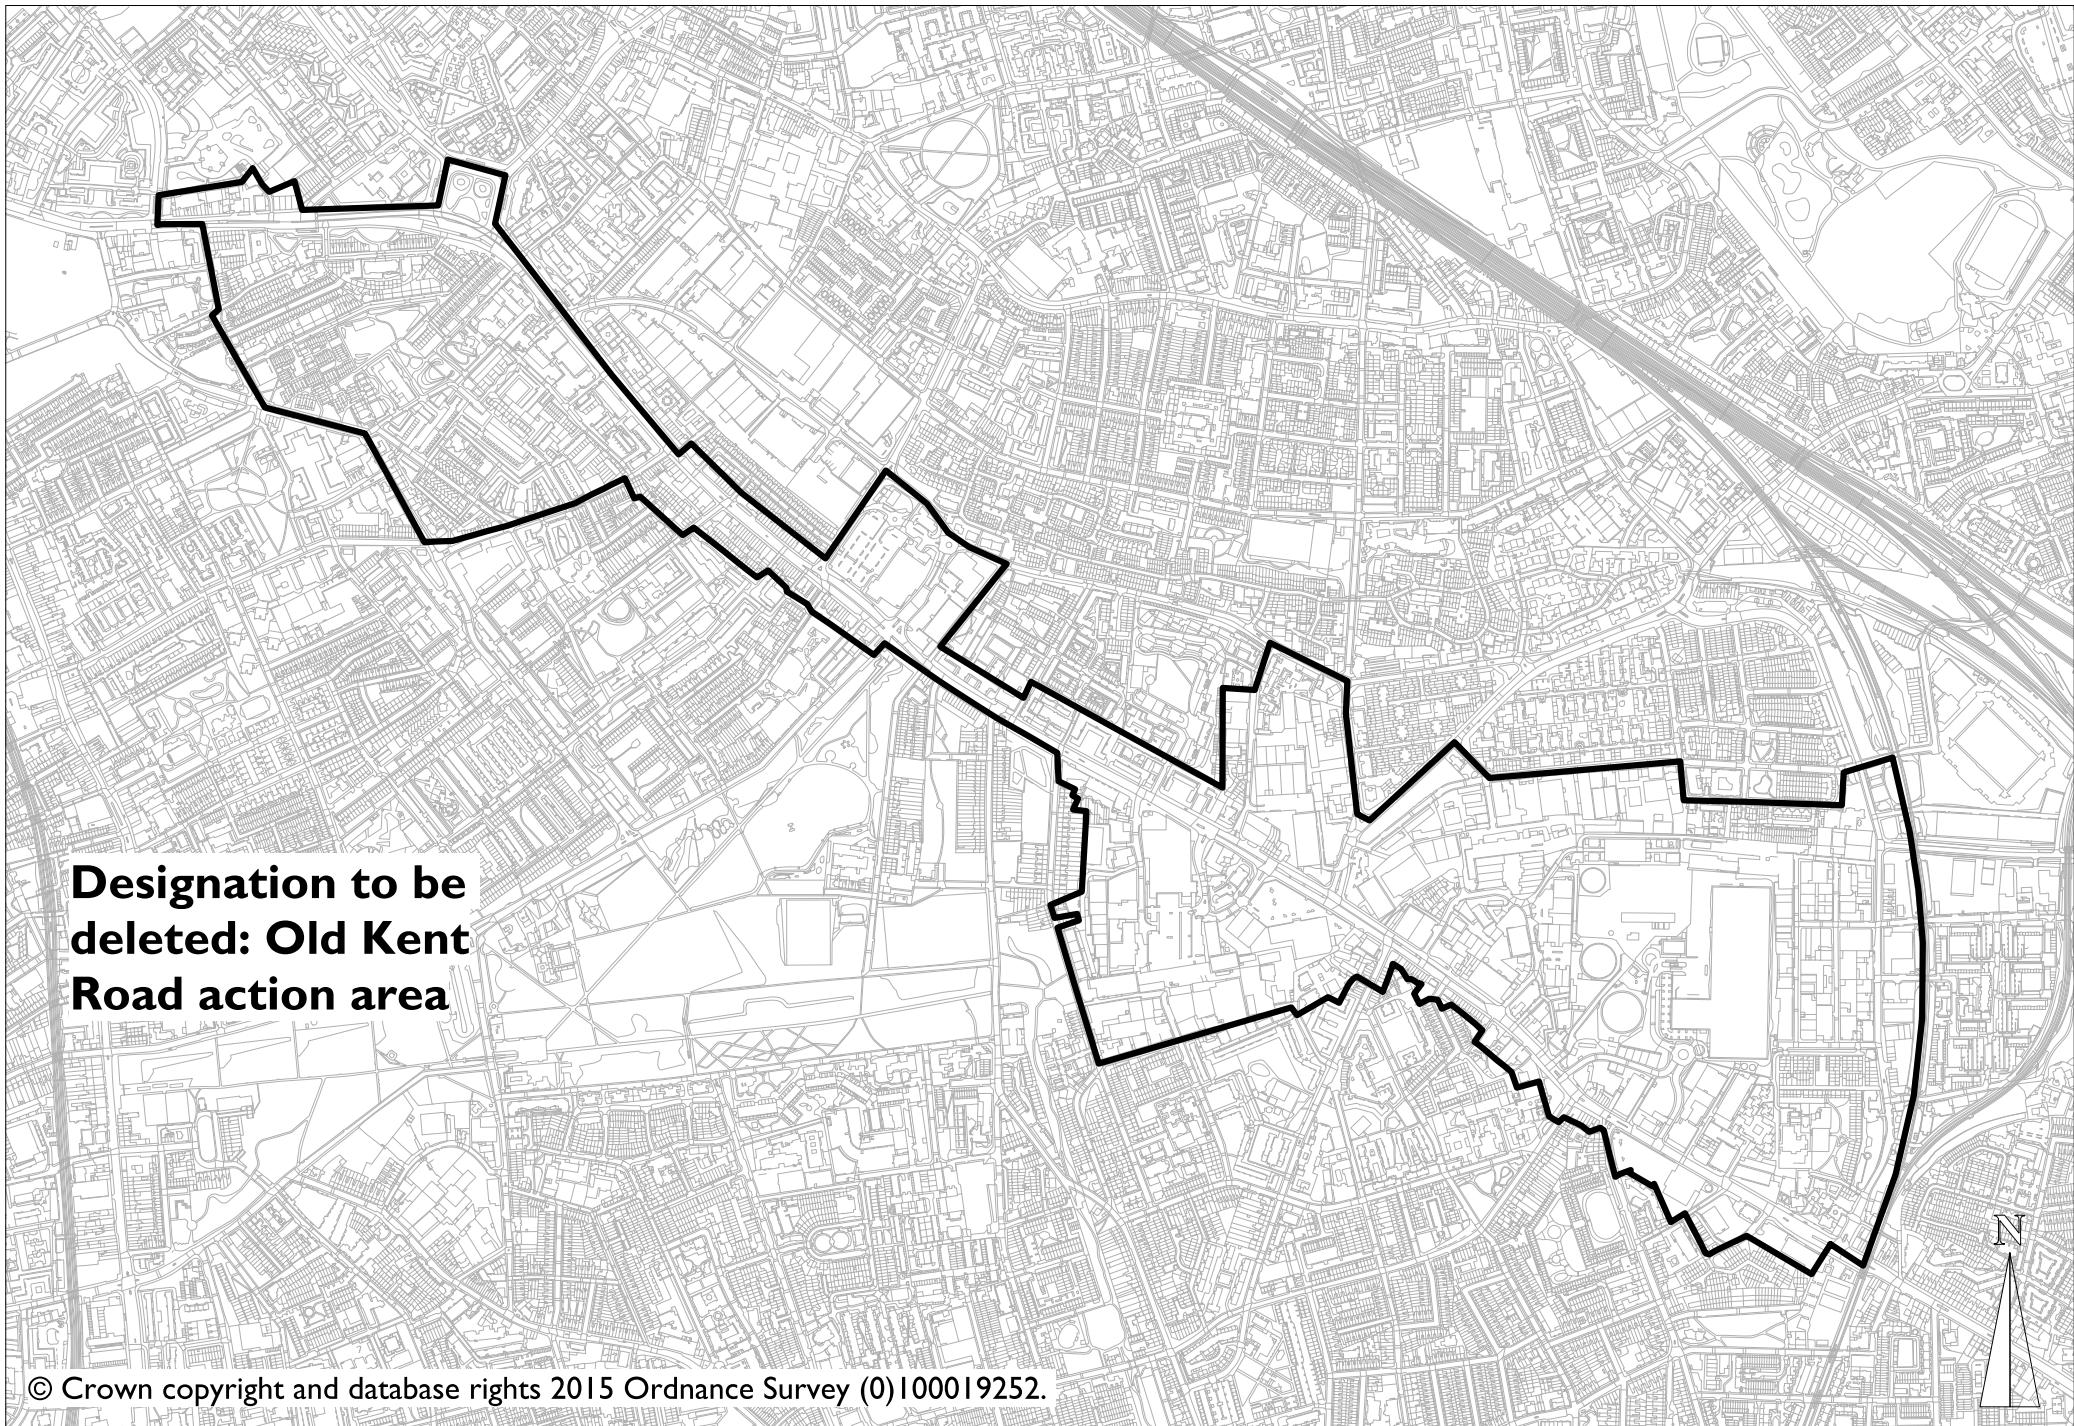 Designation to be
deleted: Old Kent
Road action area
N
© Crown copyright and database rights 2015 Ordnance Survey (0)100019252.